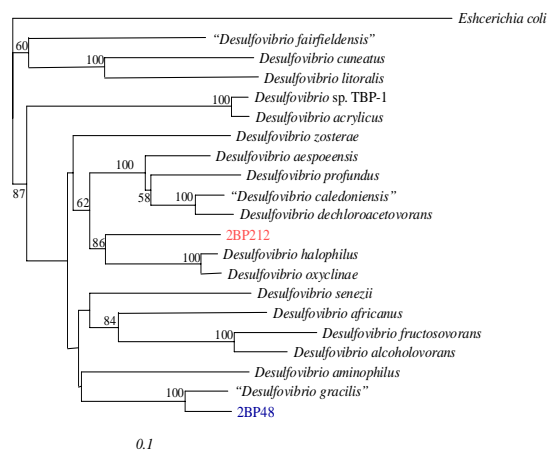 Eshcerichia coli
60
"Desulfovibrio fairfieldensis"
100
Desulfovibrio cuneatus
Desulfovibrio litoralis
100
Desulfovibrio sp. TBP-1
Desulfovibrio acrylicus
Desulfovibrio zosterae
100
Desulfovibrio aespoeensis
Desulfovibrio profundus
87
62
58
100
"Desulfovibrio caledoniensis"
Desulfovibrio dechloroacetovorans
86
2BP212
100
Desulfovibrio halophilus
Desulfovibrio oxyclinae
Desulfovibrio senezii
84
Desulfovibrio africanus
100
Desulfovibrio fructosovorans
Desulfovibrio alcoholovorans
Desulfovibrio aminophilus
100
"Desulfovibrio gracilis"
2BP48
0.1